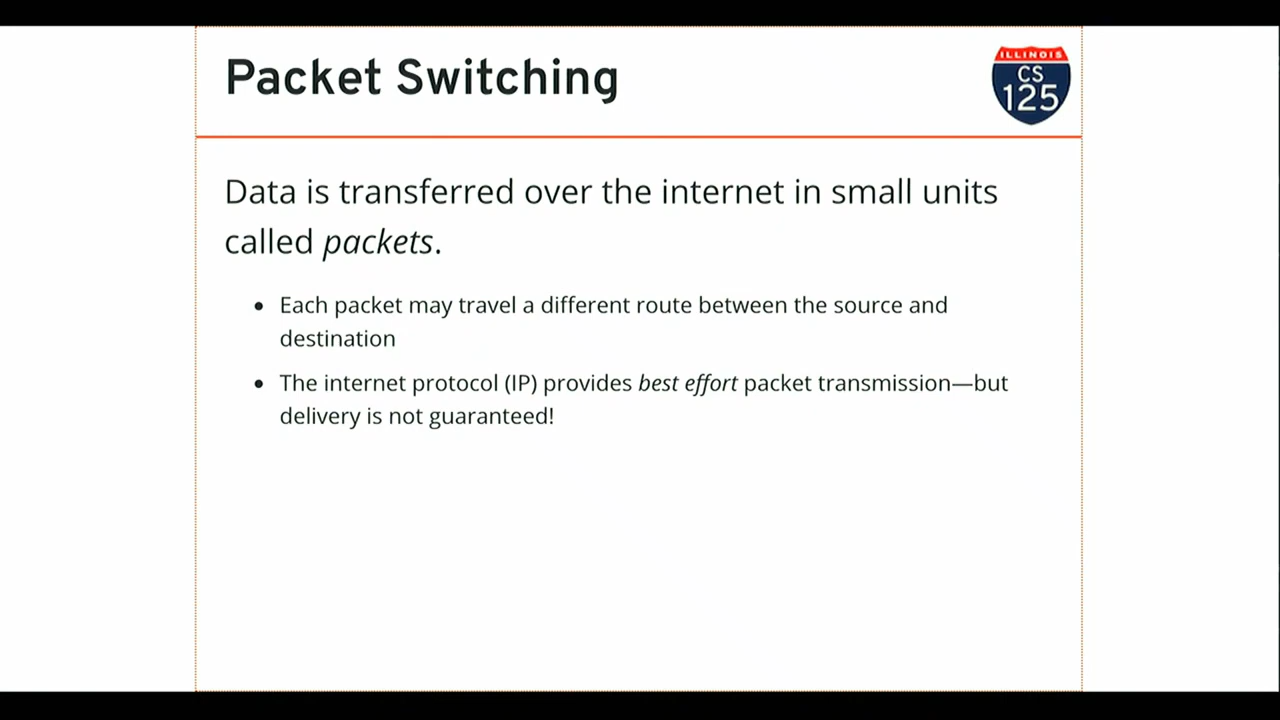 Packet Switching
ILLINOIS
CS
125
Data is transferred over the internet in small units
called packets.
Each packet may travel a different route between the source and
destination
The internet protocol (IP) provides best effort packet transmission—but
delivery is not guaranteed!